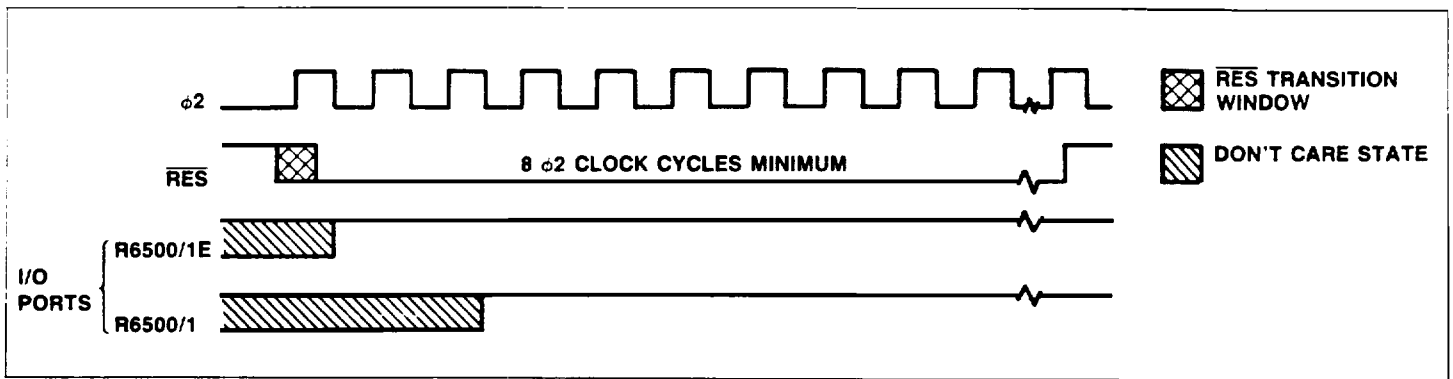 φ2
RES TRANSITION
WINDOW
RES
8 φ2 CLOCK CYCLES MINIMUM
DON'T CARE STATE
I/O
PORTS
R6500/1E
R6500/1